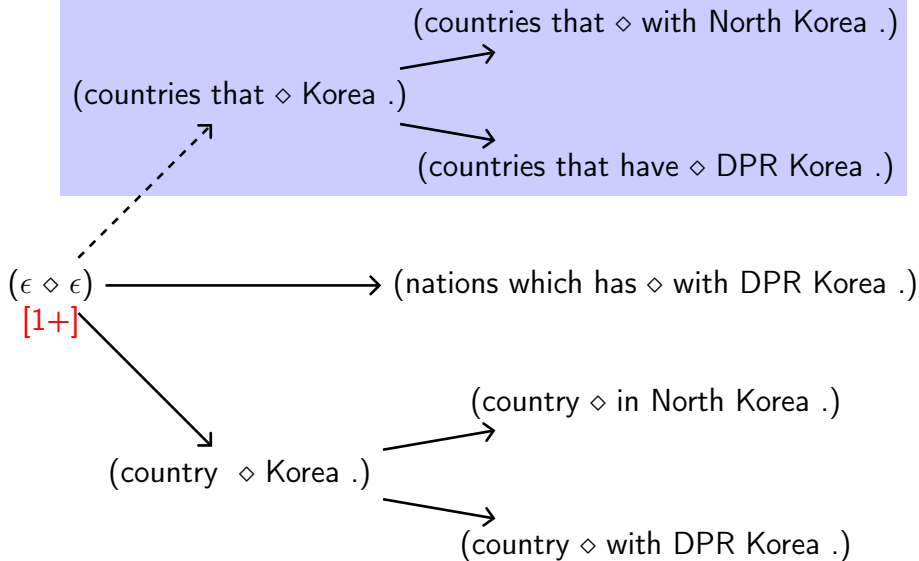 (countries that ⋄ with North Korea .)
(countries that ⋄ Korea .)
(countries that have ⋄ DPR Korea .)
(ϵ ⋄ ϵ)
[1+]
(nations which has ⋄ with DPR Korea .)
(country ⋄ in North Korea .)
(country ⋄ Korea .)
(country ⋄ with DPR Korea .)